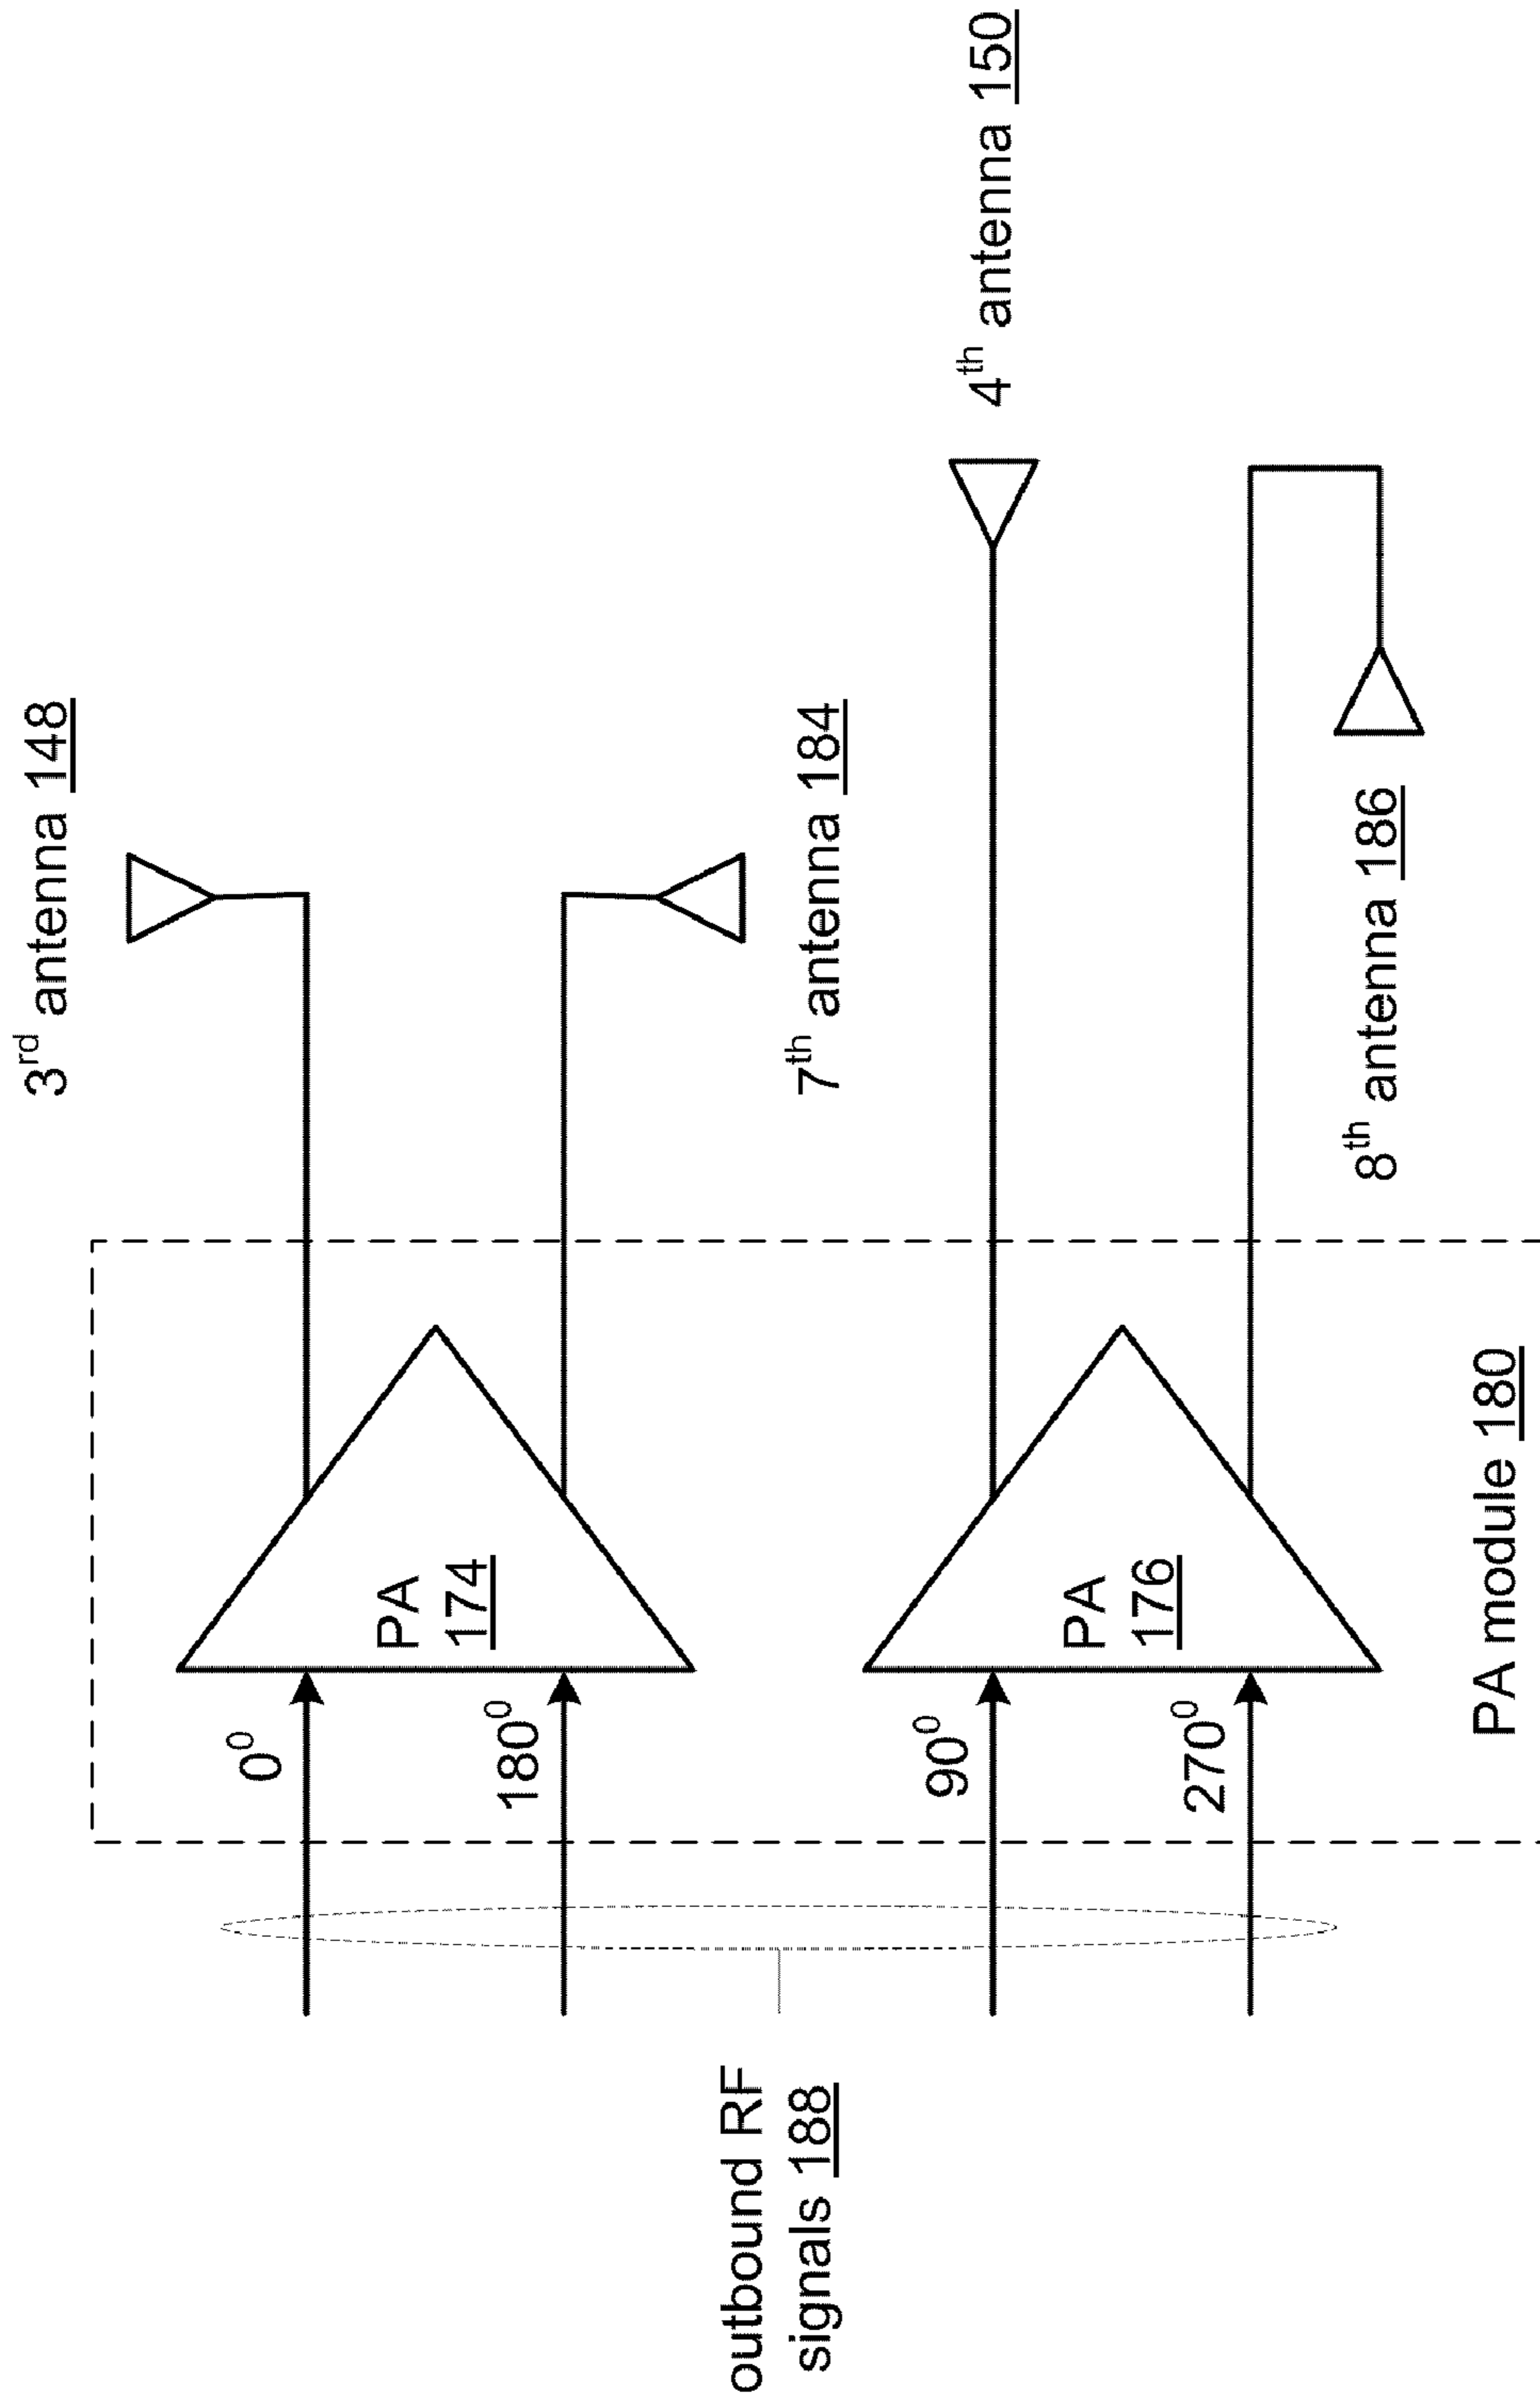 3rd antenna 148
0⁰
PA
174
180⁰
7th antenna 184
outbound RF
signals 188
90⁰
PA
176
4th antenna 150
270⁰
8th antenna 186
PA module 180